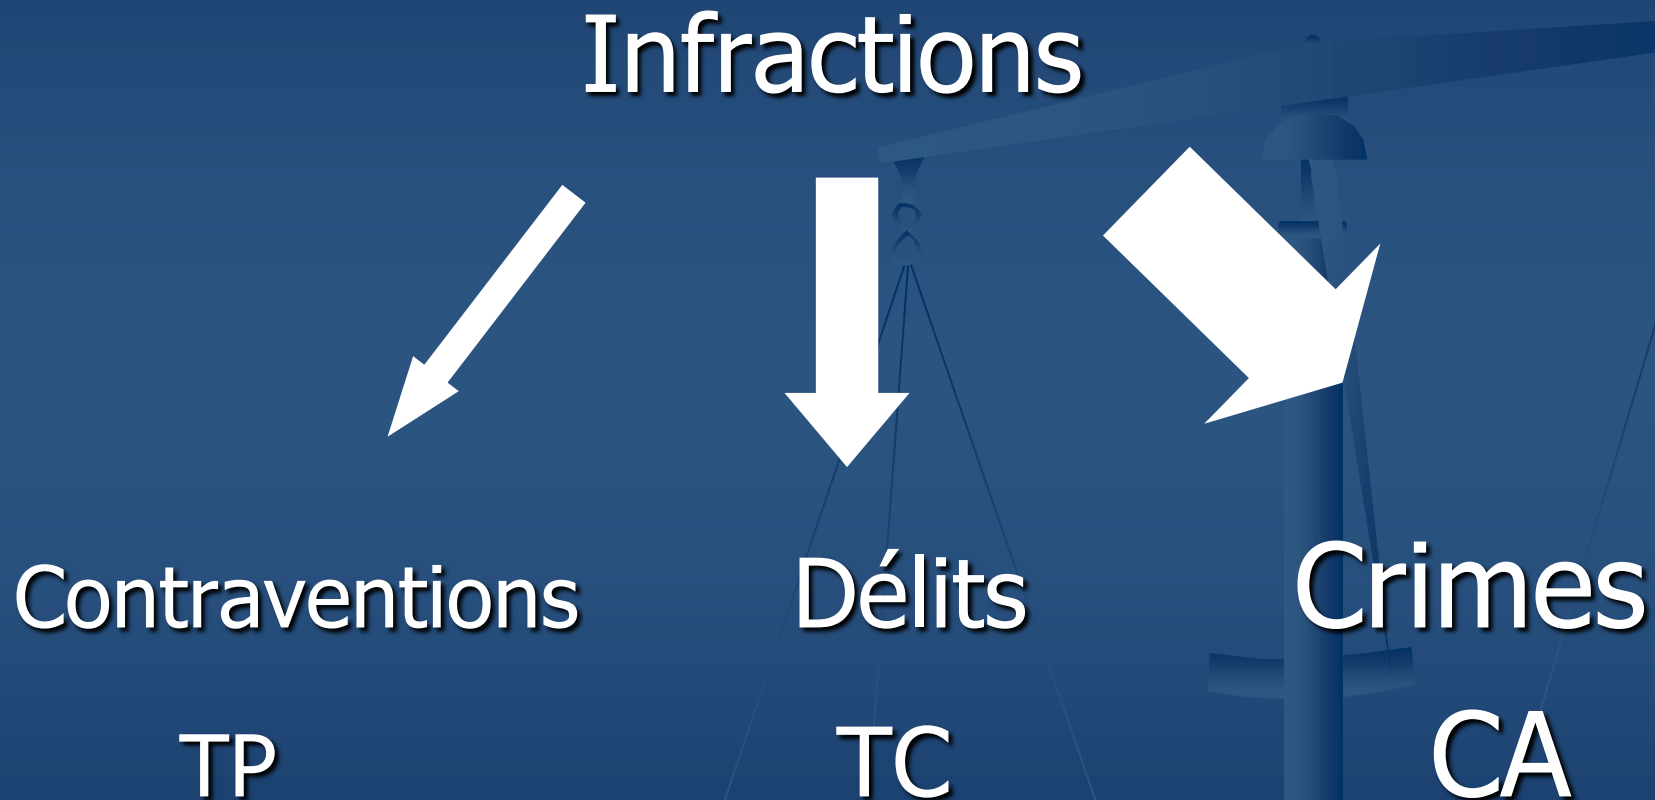 Infractions
Contraventions
Délits
Crimes
TP
TC
CA